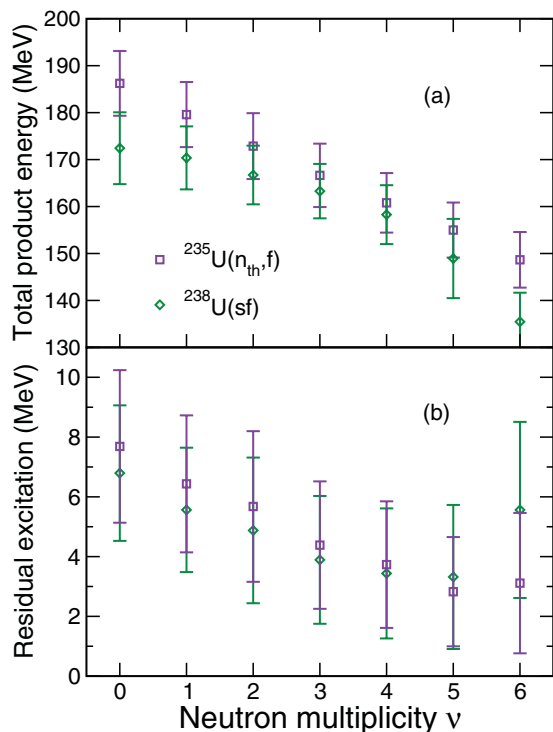 200
190
(a)
180
170
160
150
140
130
Total product energy (MeV)
²³⁵U(nₜₕ,f)
²³⁸U(sf)
10
(b)
8
6
4
2
0
Residual excitation (MeV)
0 1 2 3 4 5 6
Neutron multiplicity ν